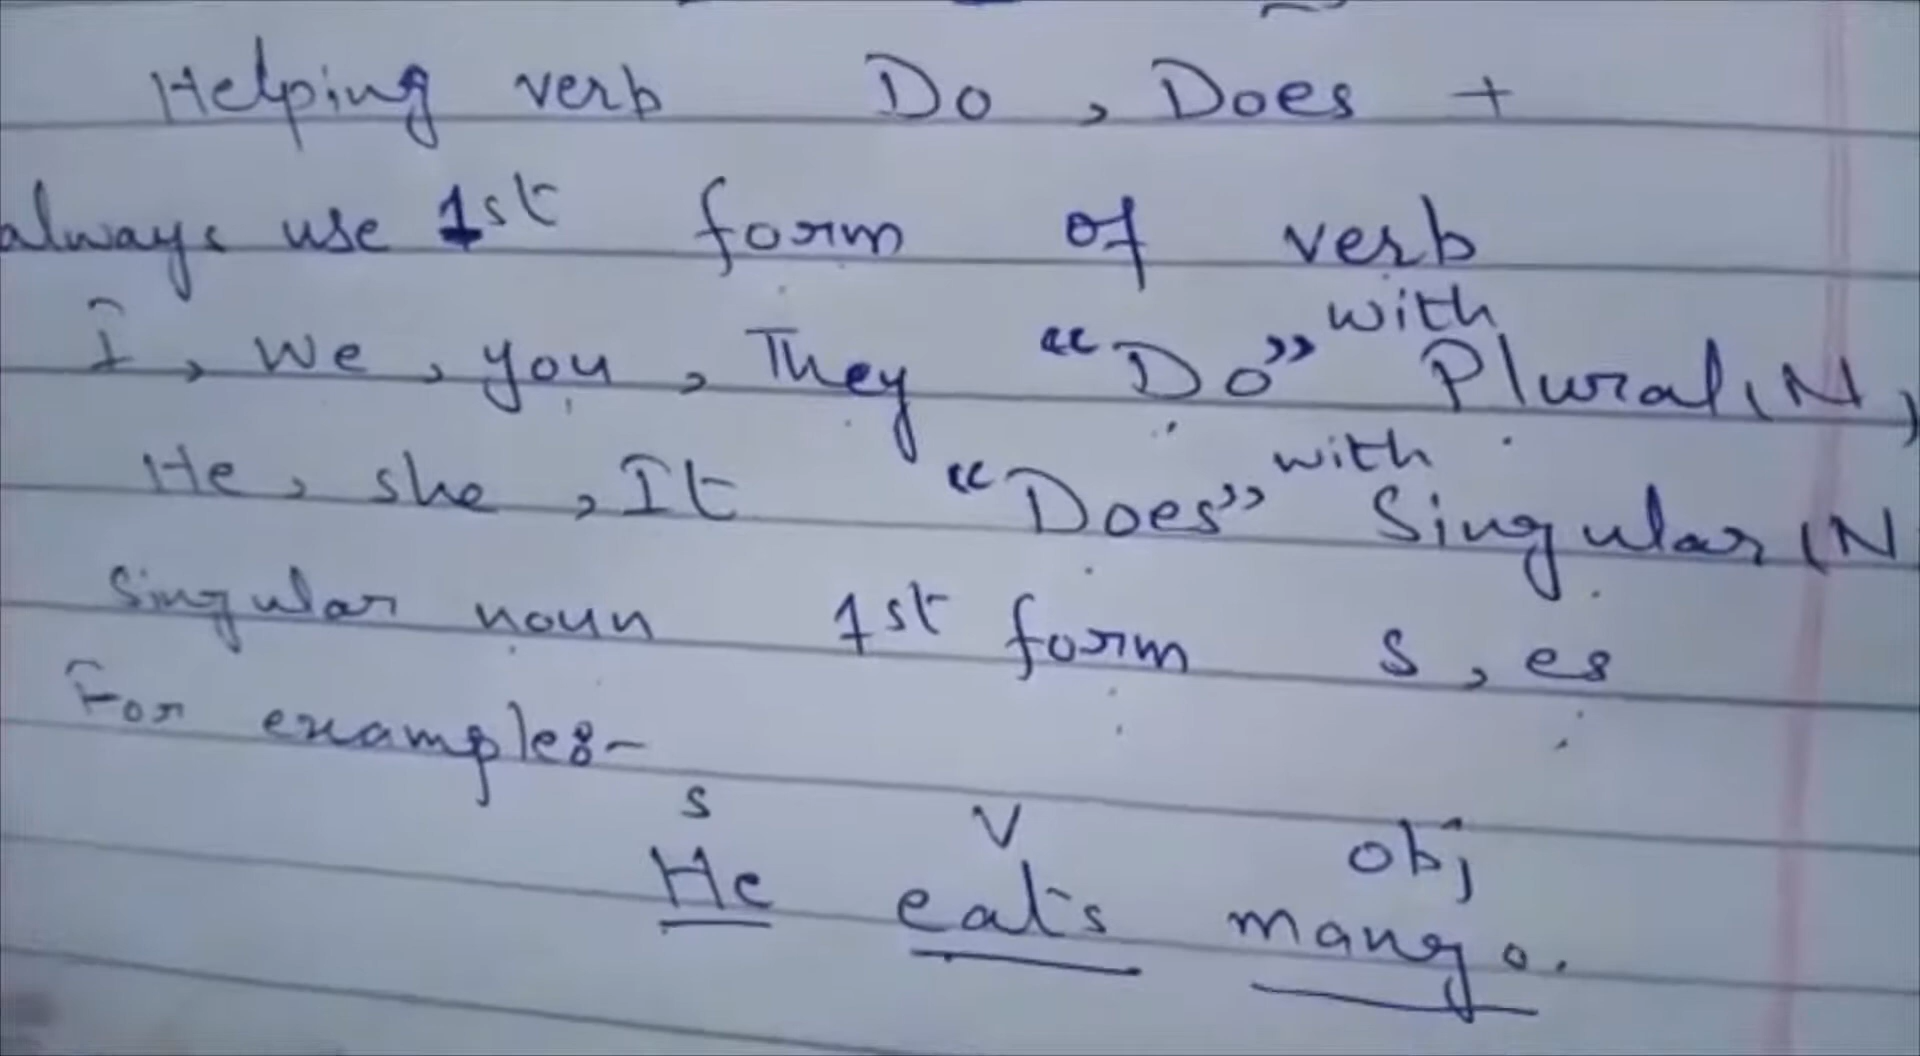 Helping verb Do, Does +
always use 1st form of verb
I, We, you, They "Do" with Plural (N)
He, she, It "Does" with Singular (N
Singular noun 1st form s, es
For examples-
S V obj
He eats mango.